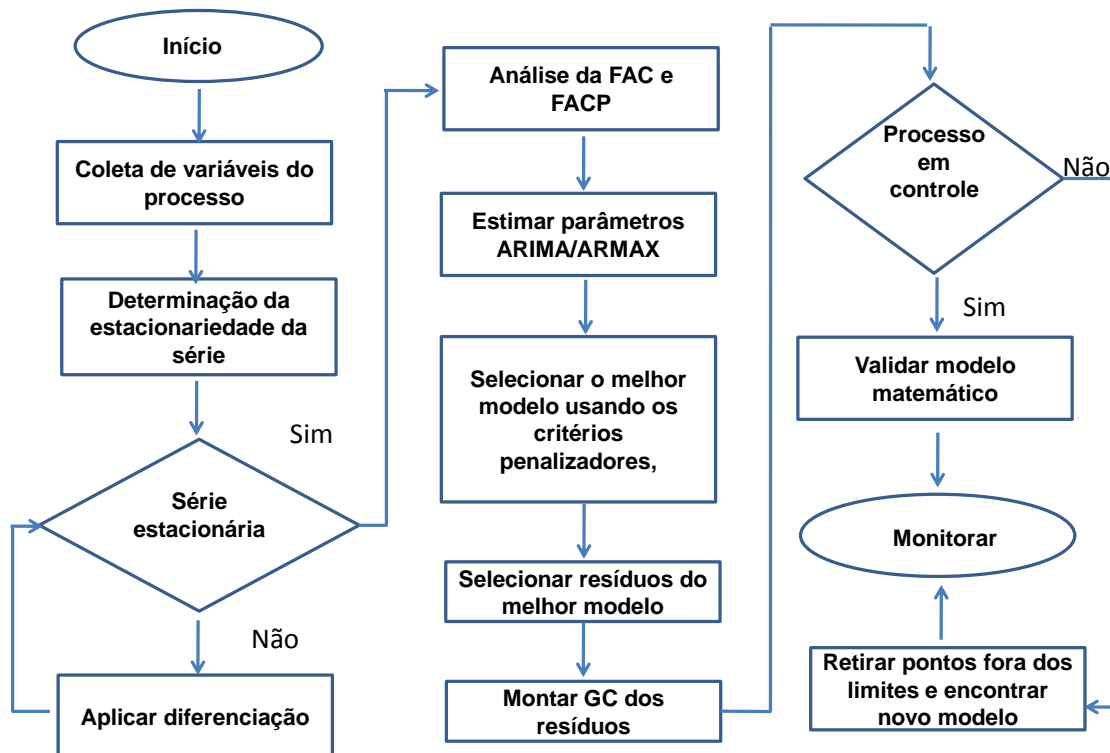 Início
Coleta de variáveis do
processo
Determinação da
estacionariedade da
série
Sim
Série
estacionária
Não
Aplicar diferenciação
Análise da FAC e
FACP
Estimar parâmetros
ARIMA/ARMAX
Selecionar o melhor
modelo usando os
critérios
penalizadores,
Selecionar resíduos do
melhor modelo
Montar GC dos
resíduos
Processo
em
controle
Não
Sim
Validar modelo
matemático
Monitorar
Retirar pontos fora dos
limites e encontrar
novo modelo